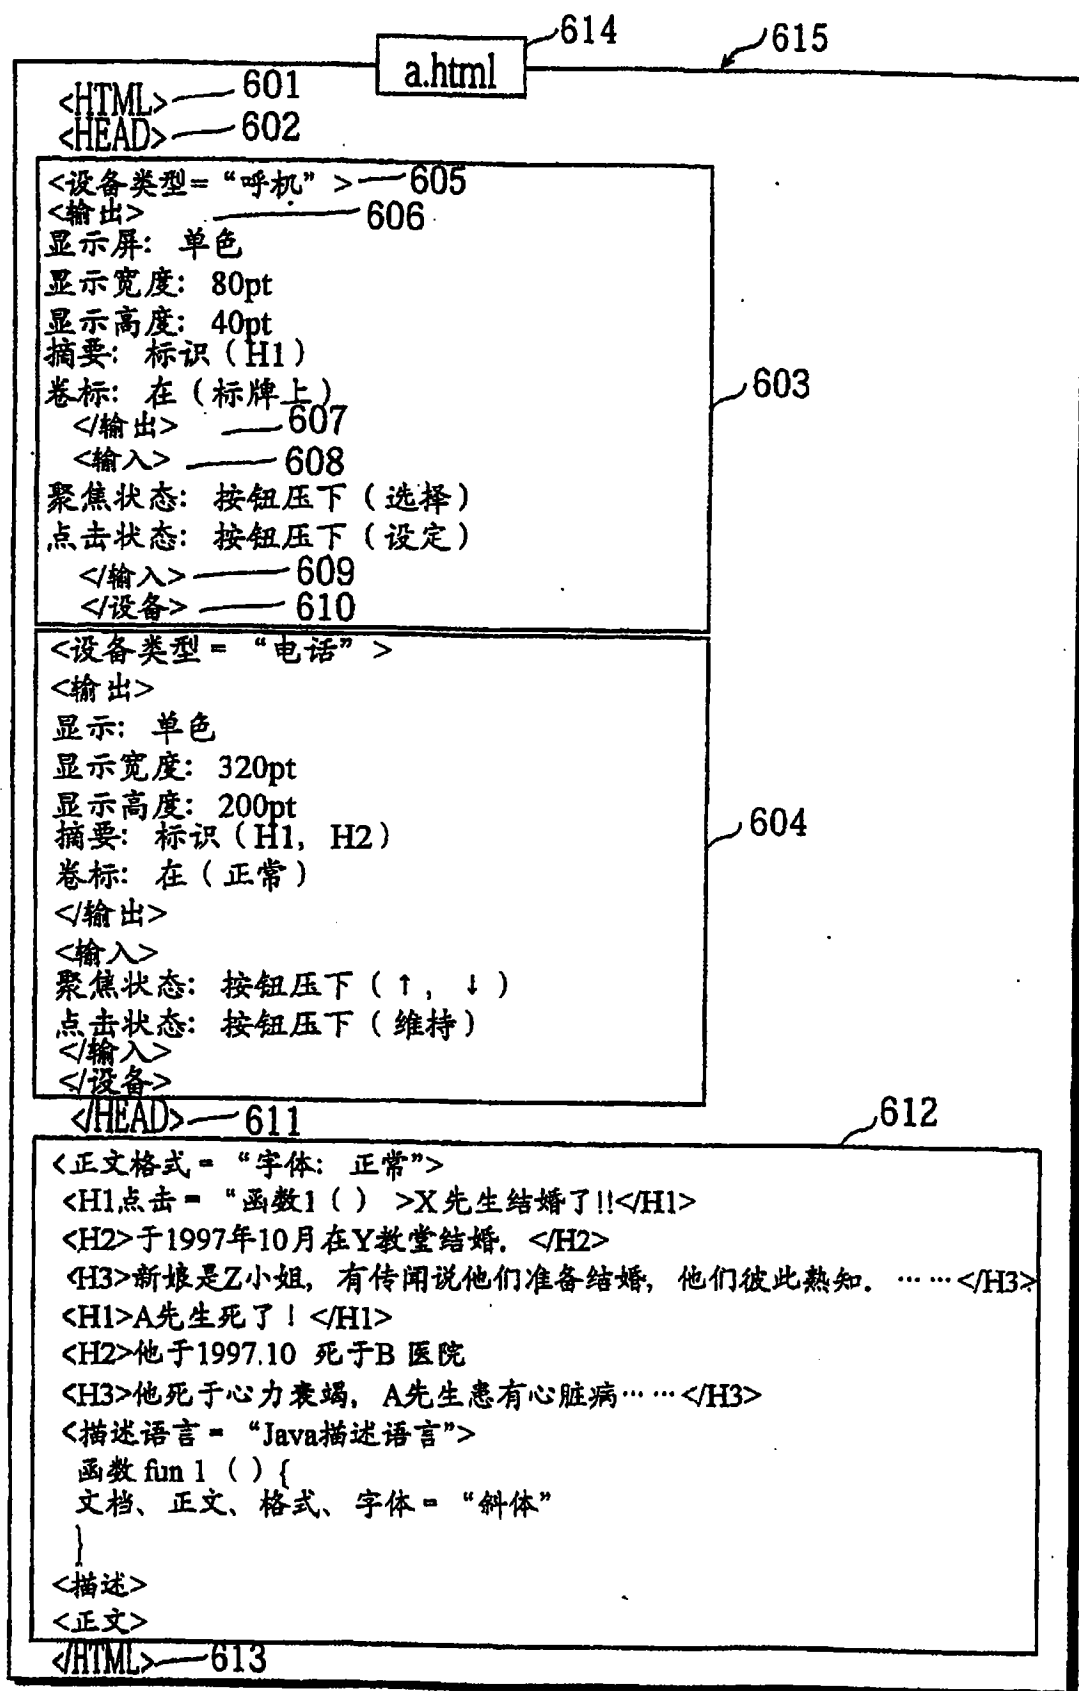 614
615
a.html
<HTML> 601
<HEAD> 602
<设备类型=“呼机” > 605
<输出> 606
显示屏： 单色
显示宽度： 80pt
显示高度： 40pt
摘要： 标识（H1）
卷标： 在（标牌上）
603
</输出> 607
<输入> 608
聚焦状态： 按钮压下（选择）
点击状态： 按钮压下（设定）
</输入> 609
</设备> 610
<设备类型= “电话” >
<输出>
显示： 单色
显示宽度： 320pt
显示高度： 200pt
摘要： 标识（H1, H2）
604
卷标： 在（正常）
</输出>
<输入>
聚焦状态： 按钮压下（↑, ↓）
点击状态： 按钮压下（维持）
</输入>
</设备>
</HEAD> 611
612
<正文格式= “字体： 正常”>
<H1点击= “函数1（） >X先生结婚了!!</H1>
<H2>于1997年10月在Y教堂结婚. </H2>
<H3>新娘是Z小姐, 有传闻说他们准备结婚, 他们彼此熟知. ……</H3>
<H1>A先生死了! </H1>
<H2>他于1997.10 死于B 医院
<H3>他死于心力衰竭, A先生患有心脏病……</H3>
<描述语言= “Java描述语言”>
函数 fun 1 （）{
文档、正文、格式、字体= “斜体”
}
<描述>
<正文>
</HTML> 613